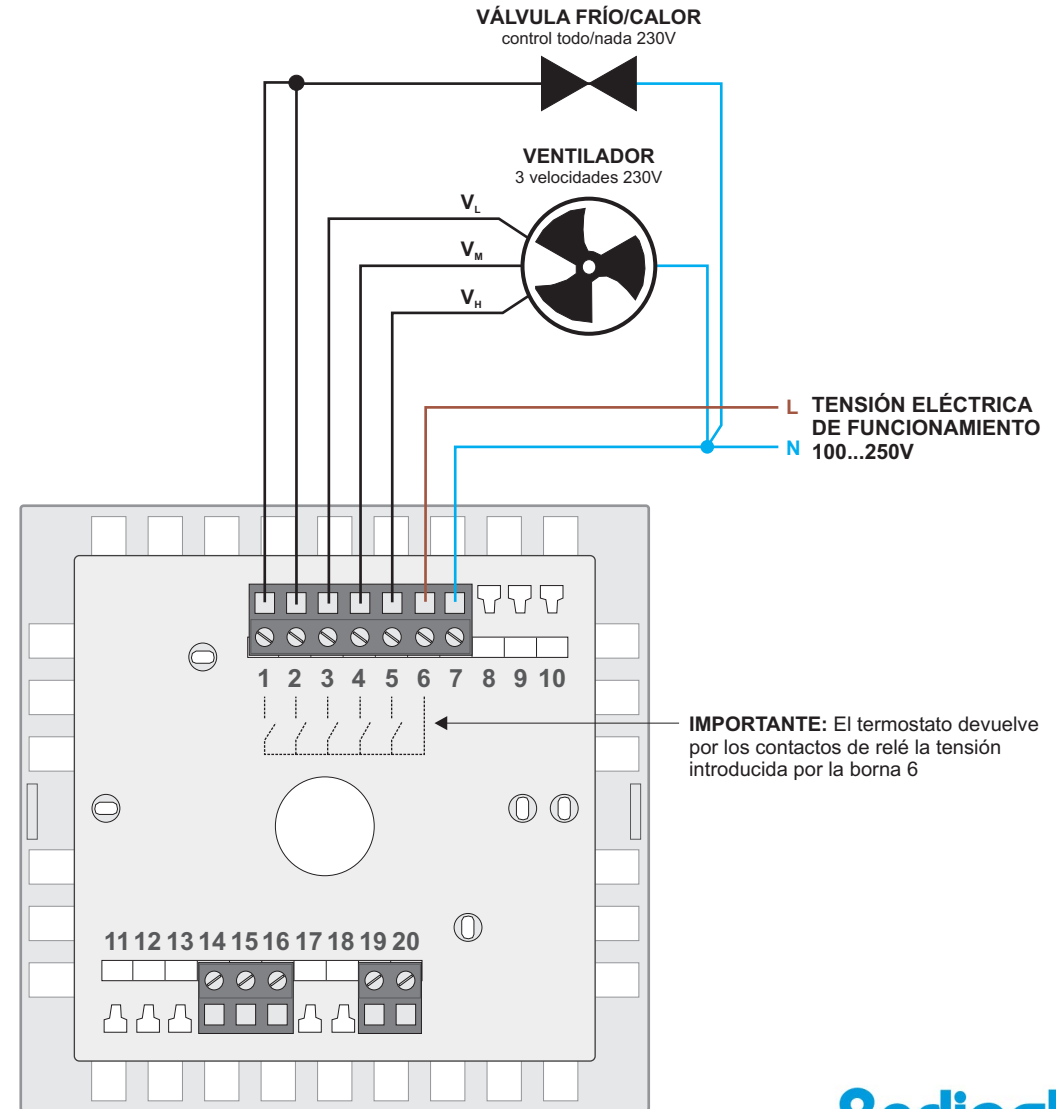 VÁLVULA FRÍO/CALOR
control todo/nada 230V
VENTILADOR
3 velocidades 230V
VL
VM
VH
L TENSIÓN ELÉCTRICA
DE FUNCIONAMIENTO
N 100...250V
1 2 3 4 5 6 7 8 9 10
IMPORTANTE: El termostato devuelve
por los contactos de relé la tensión
introducida por la borna 6
11 12 13 14 15 16 17 18 19 20